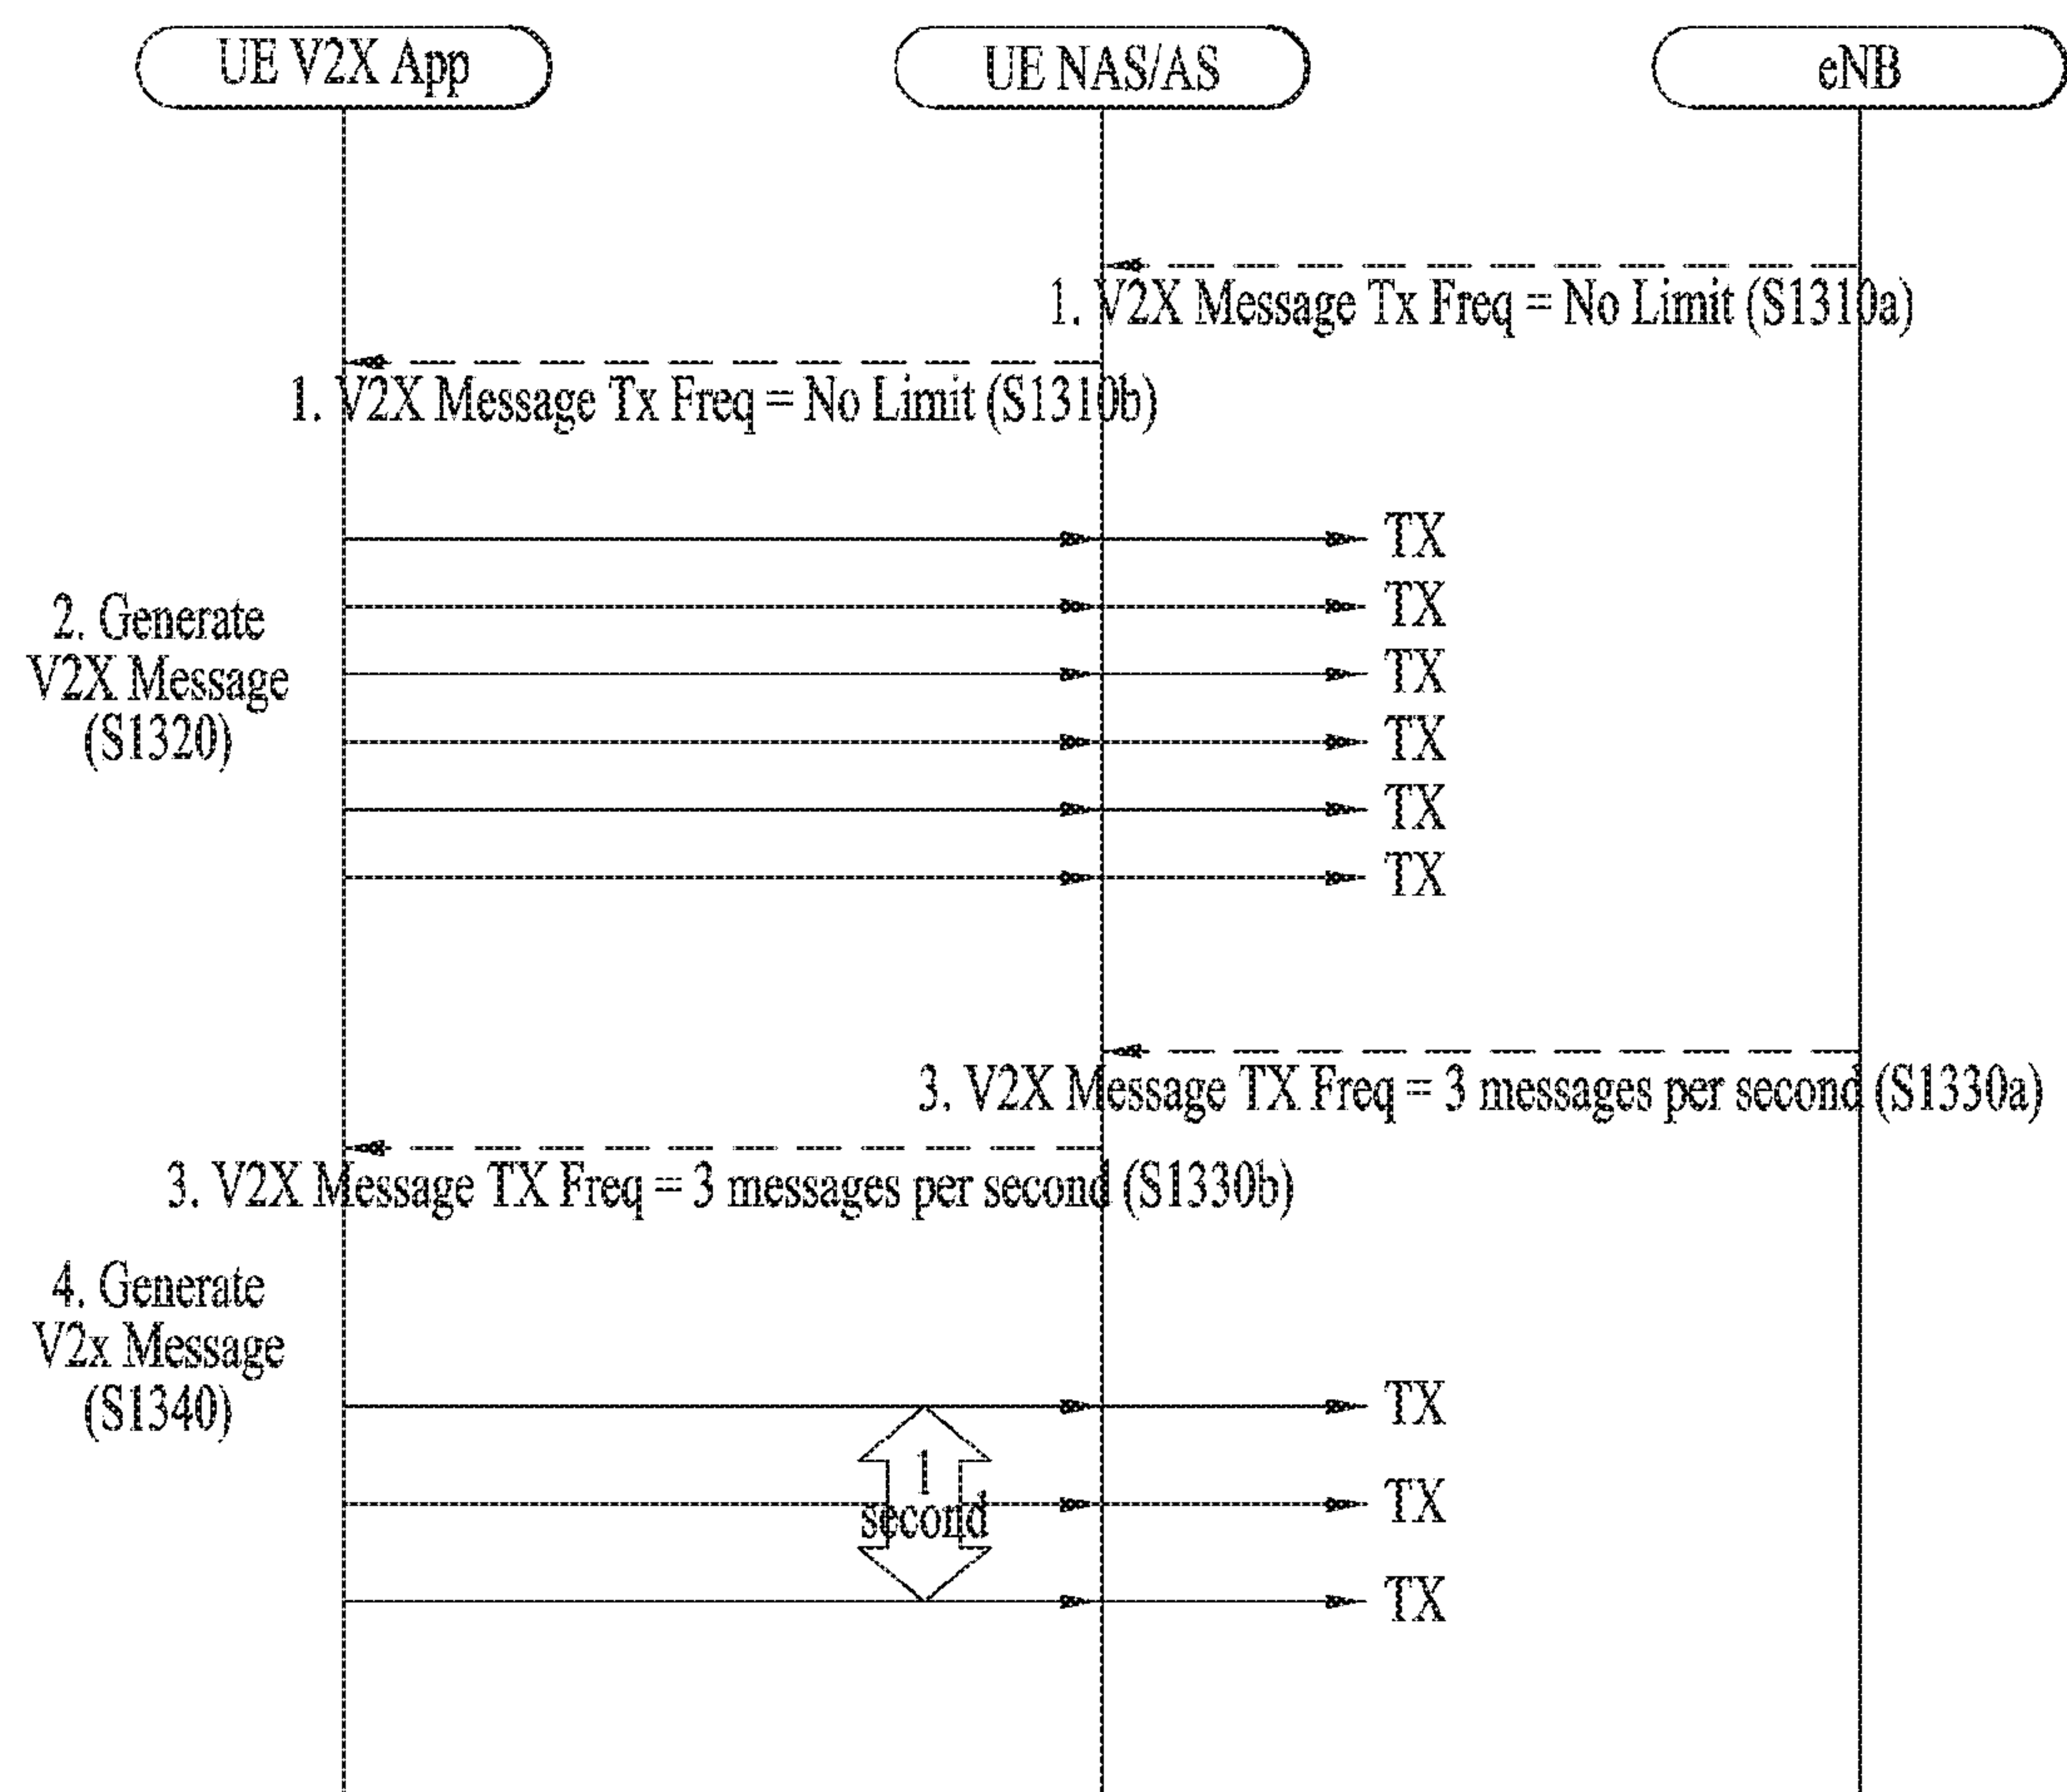 UE V2X App
UE NAS/AS
eNB
1. V2X Message Tx Freq = No Limit (S1310a)
1. V2X Message Tx Freq = No Limit (S1310b)
TX
TX
TX
TX
TX
TX
2. Generate
V2X Message
(S1320)
3. V2X Message TX Freq = 3 messages per second (S1330a)
3. V2X Message TX Freq = 3 messages per second (S1330b)
4. Generate
V2x Message
(S1340)
TX
1
second
TX
TX